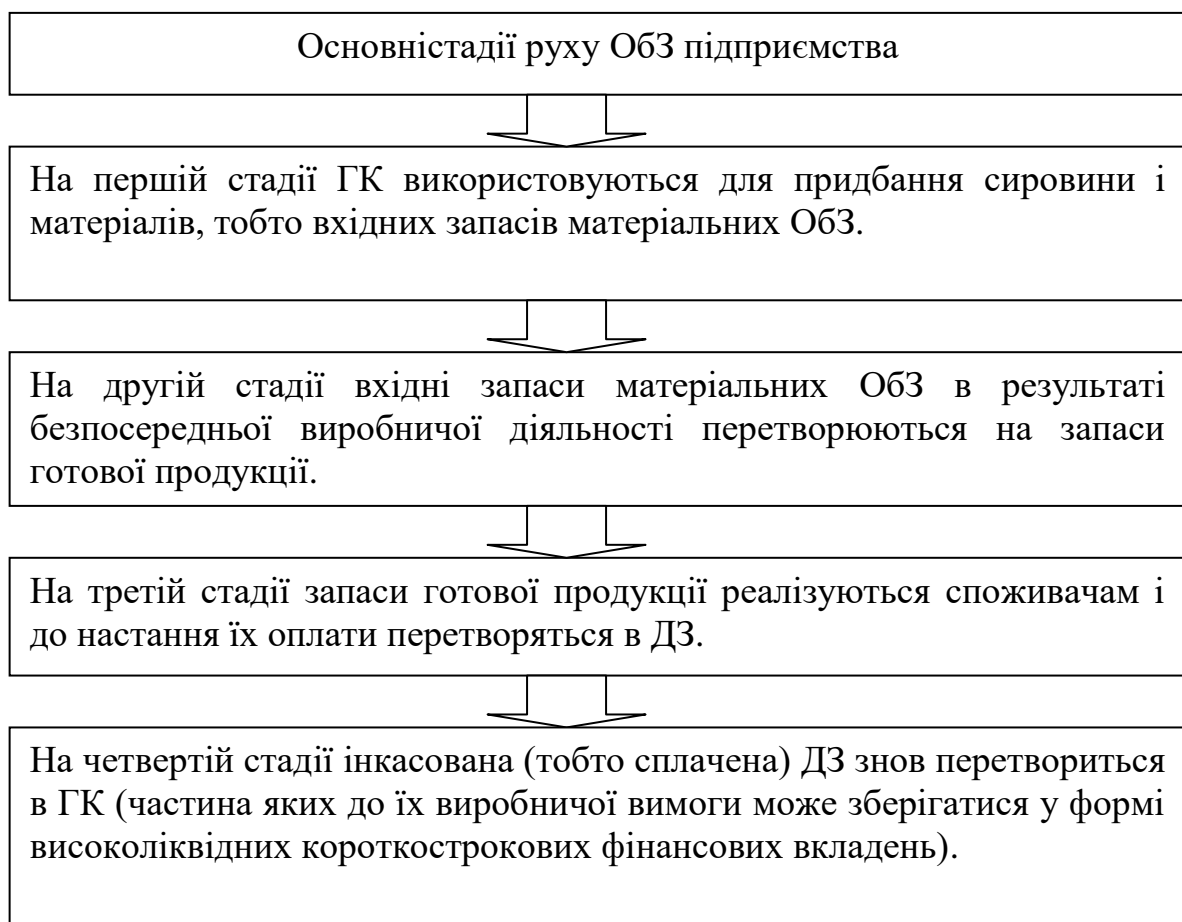 Основністадії руху ОбЗ підприємства
На першій стадії ГК використовуються для придбання сировини і
матеріалів, тобто вхідних запасів матеріальних ОбЗ.
На другій стадії вхідні запаси матеріальних ОбЗ в результаті
безпосередньої виробничої діяльності перетворюються на запаси
готової продукції.
На третій стадії запаси готової продукції реалізуються споживачам і
до настання їх оплати перетворяться в ДЗ.
На четвертій стадії інкасована (тобто сплачена) ДЗ знов перетвориться
в ГК (частина яких до їх виробничої вимоги може зберігатися у формі
високоліквідних короткострокових фінансових вкладень).